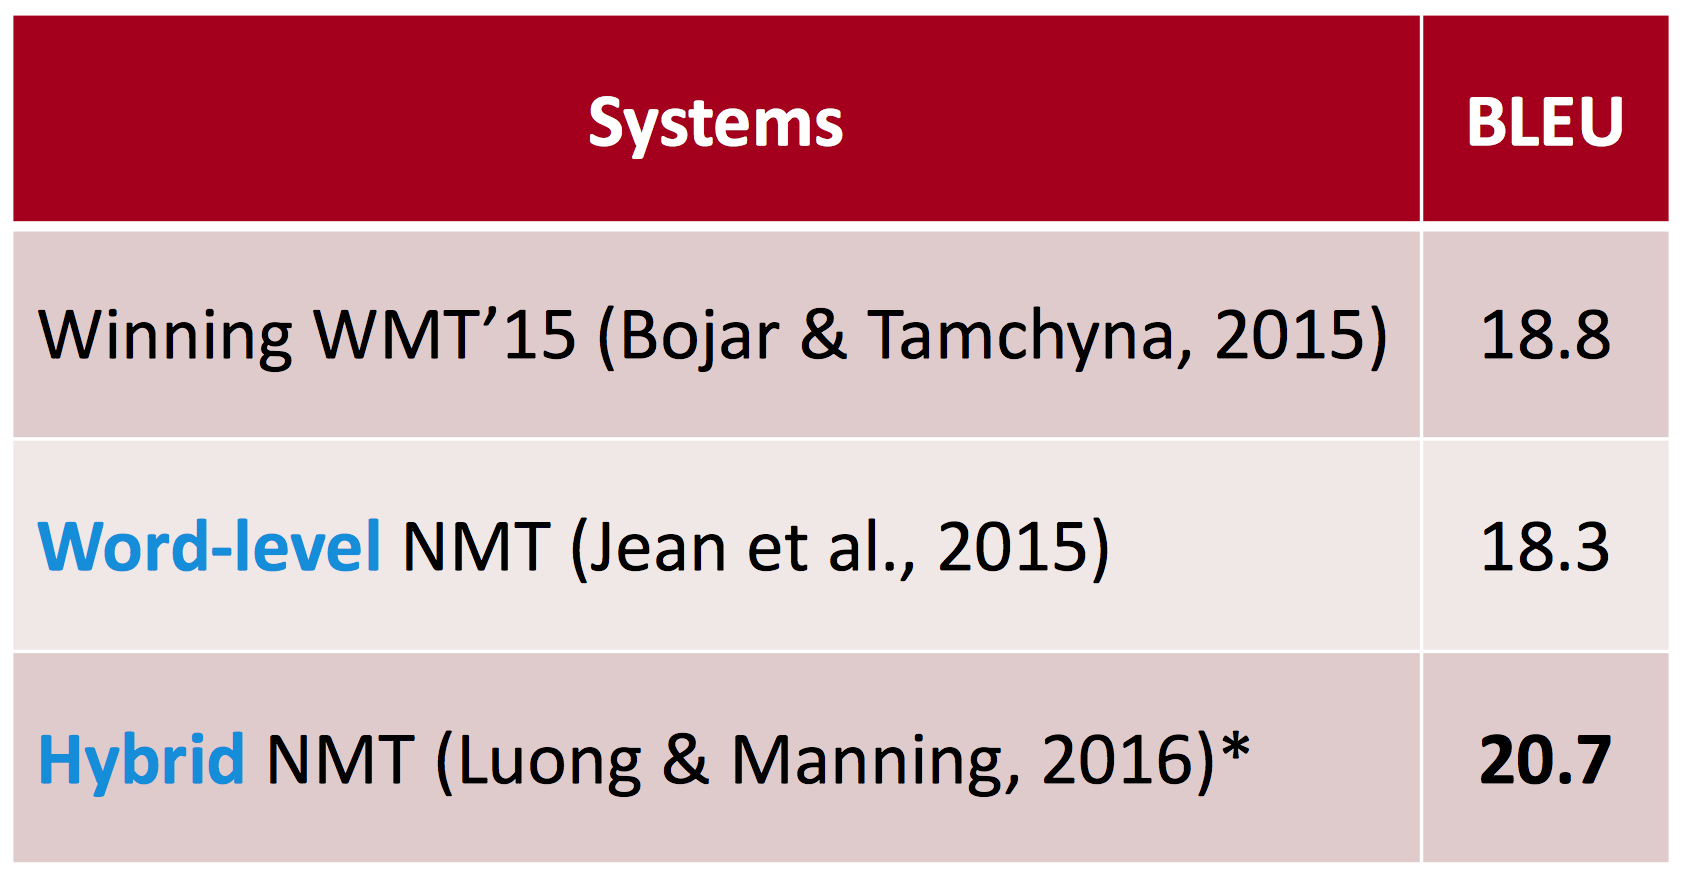 Systems BLEU
Winning WMT’15 (Bojar & Tamchyna, 2015) 18.8
Word-level NMT (Jean et al., 2015) 18.3
Hybrid NMT (Luong & Manning, 2016)* 20.7